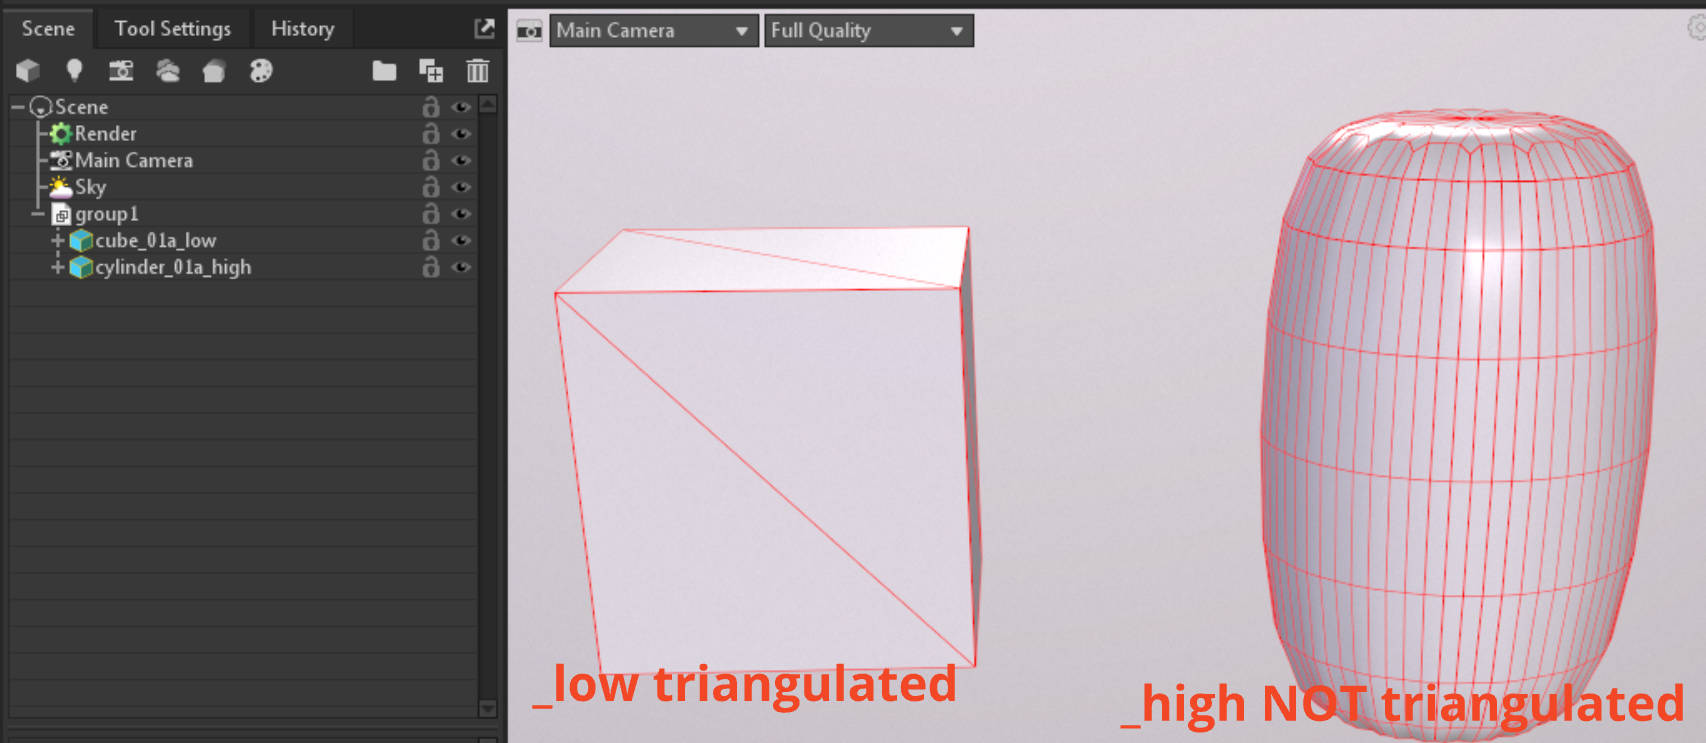 Scene Tool Settings History
Main Camera Full Quality
Scene
Render
Main Camera
Sky
group1
cube_01a_low
cylinder_01a_high
_low triangulated
_high NOT triangulated